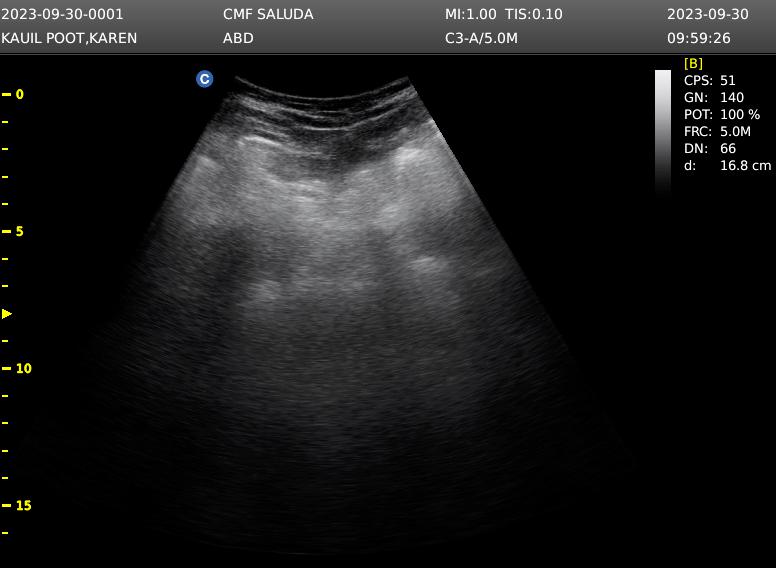 2023-09-30-0001 CMF SALUDA MI:1.00 TIS:0.10 2023-09-30
KAUIL POOT,KAREN ABD C3-A/5.0M 09:59:26
C
[B]
CPS: 51
GN: 140
POT: 100 %
FRC: 5.0M
DN: 66
d: 16.8 cm
0
5
10
15